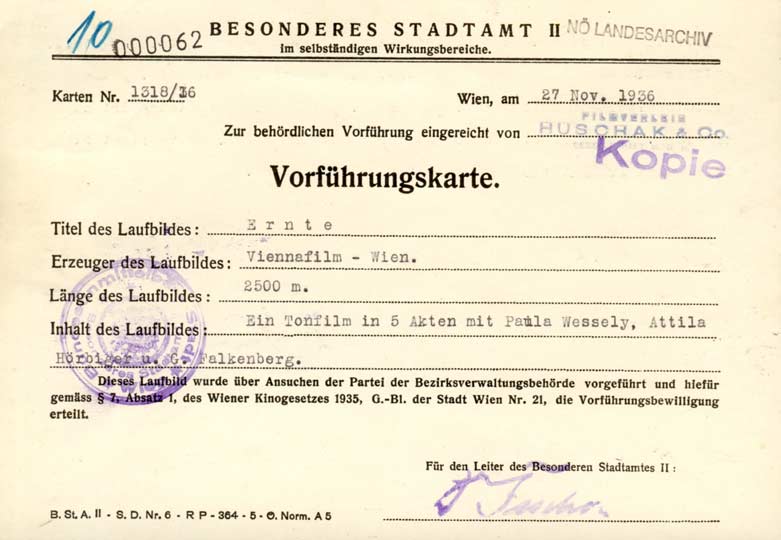 10 000062 BESONDERES STADTAMT II NÖ LANDESARCHIV
im selbständigen Wirkungsbereiche.
Karten Nr. 1318/36 Wien, am 27 Nov. 1936
FILMVERLEIH
Zur behördlichen Vorführung eingereicht von HUSCHAK & Co.
Kopie
Vorführungskarte.
Titel des Laufbildes: Ernte
Erzeuger des Laufbildes: Viennafilm - Wien.
Länge des Laufbildes: 2500 m.
Inhalt des Laufbildes: Ein Tonfilm in 5 Akten mit Paula Wessely, Attila
Hörbiger u. G. Falkenberg.
Dieses Laufbild wurde über Ansuchen der Partei der Bezirksverwaltungsbehörde vorgeführt und hiefür
gemäss § 7, Absatz 1, des Wiener Kinogesetzes 1935, G.-Bl. der Stadt Wien Nr. 21, die Vorführungsbewilligung
erteilt.
Für den Leiter des Besonderen Stadtamtes II:
B. St. A. II - S. D. Nr. 6 - R P - 364 - 5 - Ö. Norm. A 5